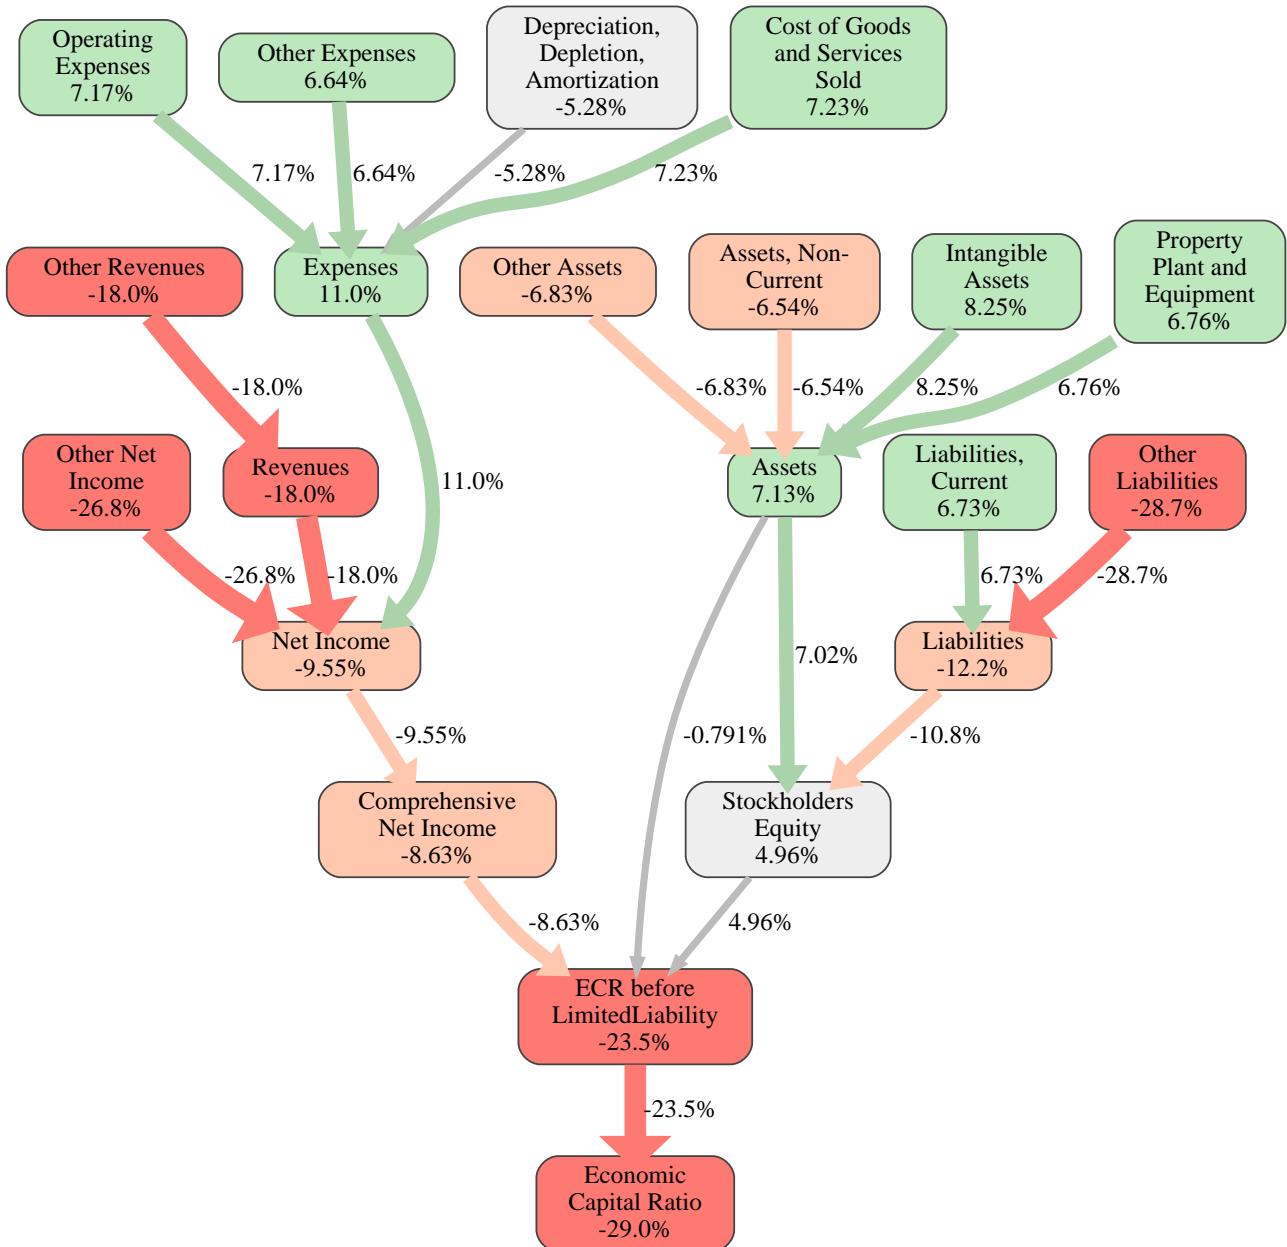 Operating
Expenses
7.17%
Other Expenses
6.64%
Depreciation,
Depletion,
Amortization
-5.28%
Cost of Goods
and Services
Sold
7.23%
7.17%
6.64%
-5.28%
7.23%
Other Revenues
-18.0%
Expenses
11.0%
Other Assets
-6.83%
Assets, Non-
Current
-6.54%
Intangible
Assets
8.25%
Property
Plant and
Equipment
6.76%
-18.0%
-6.83%
-6.54%
8.25%
6.76%
Other Net
Income
-26.8%
Revenues
-18.0%
11.0%
Assets
7.13%
Liabilities,
Current
6.73%
Other
Liabilities
-28.7%
-26.8%
-18.0%
6.73%
-28.7%
Net Income
-9.55%
7.02%
Liabilities
-12.2%
-9.55%
-0.791%
-10.8%
Comprehensive
Net Income
-8.63%
Stockholders
Equity
4.96%
-8.63%
4.96%
ECR before
LimitedLiability
-23.5%
-23.5%
Economic
Capital Ratio
-29.0%